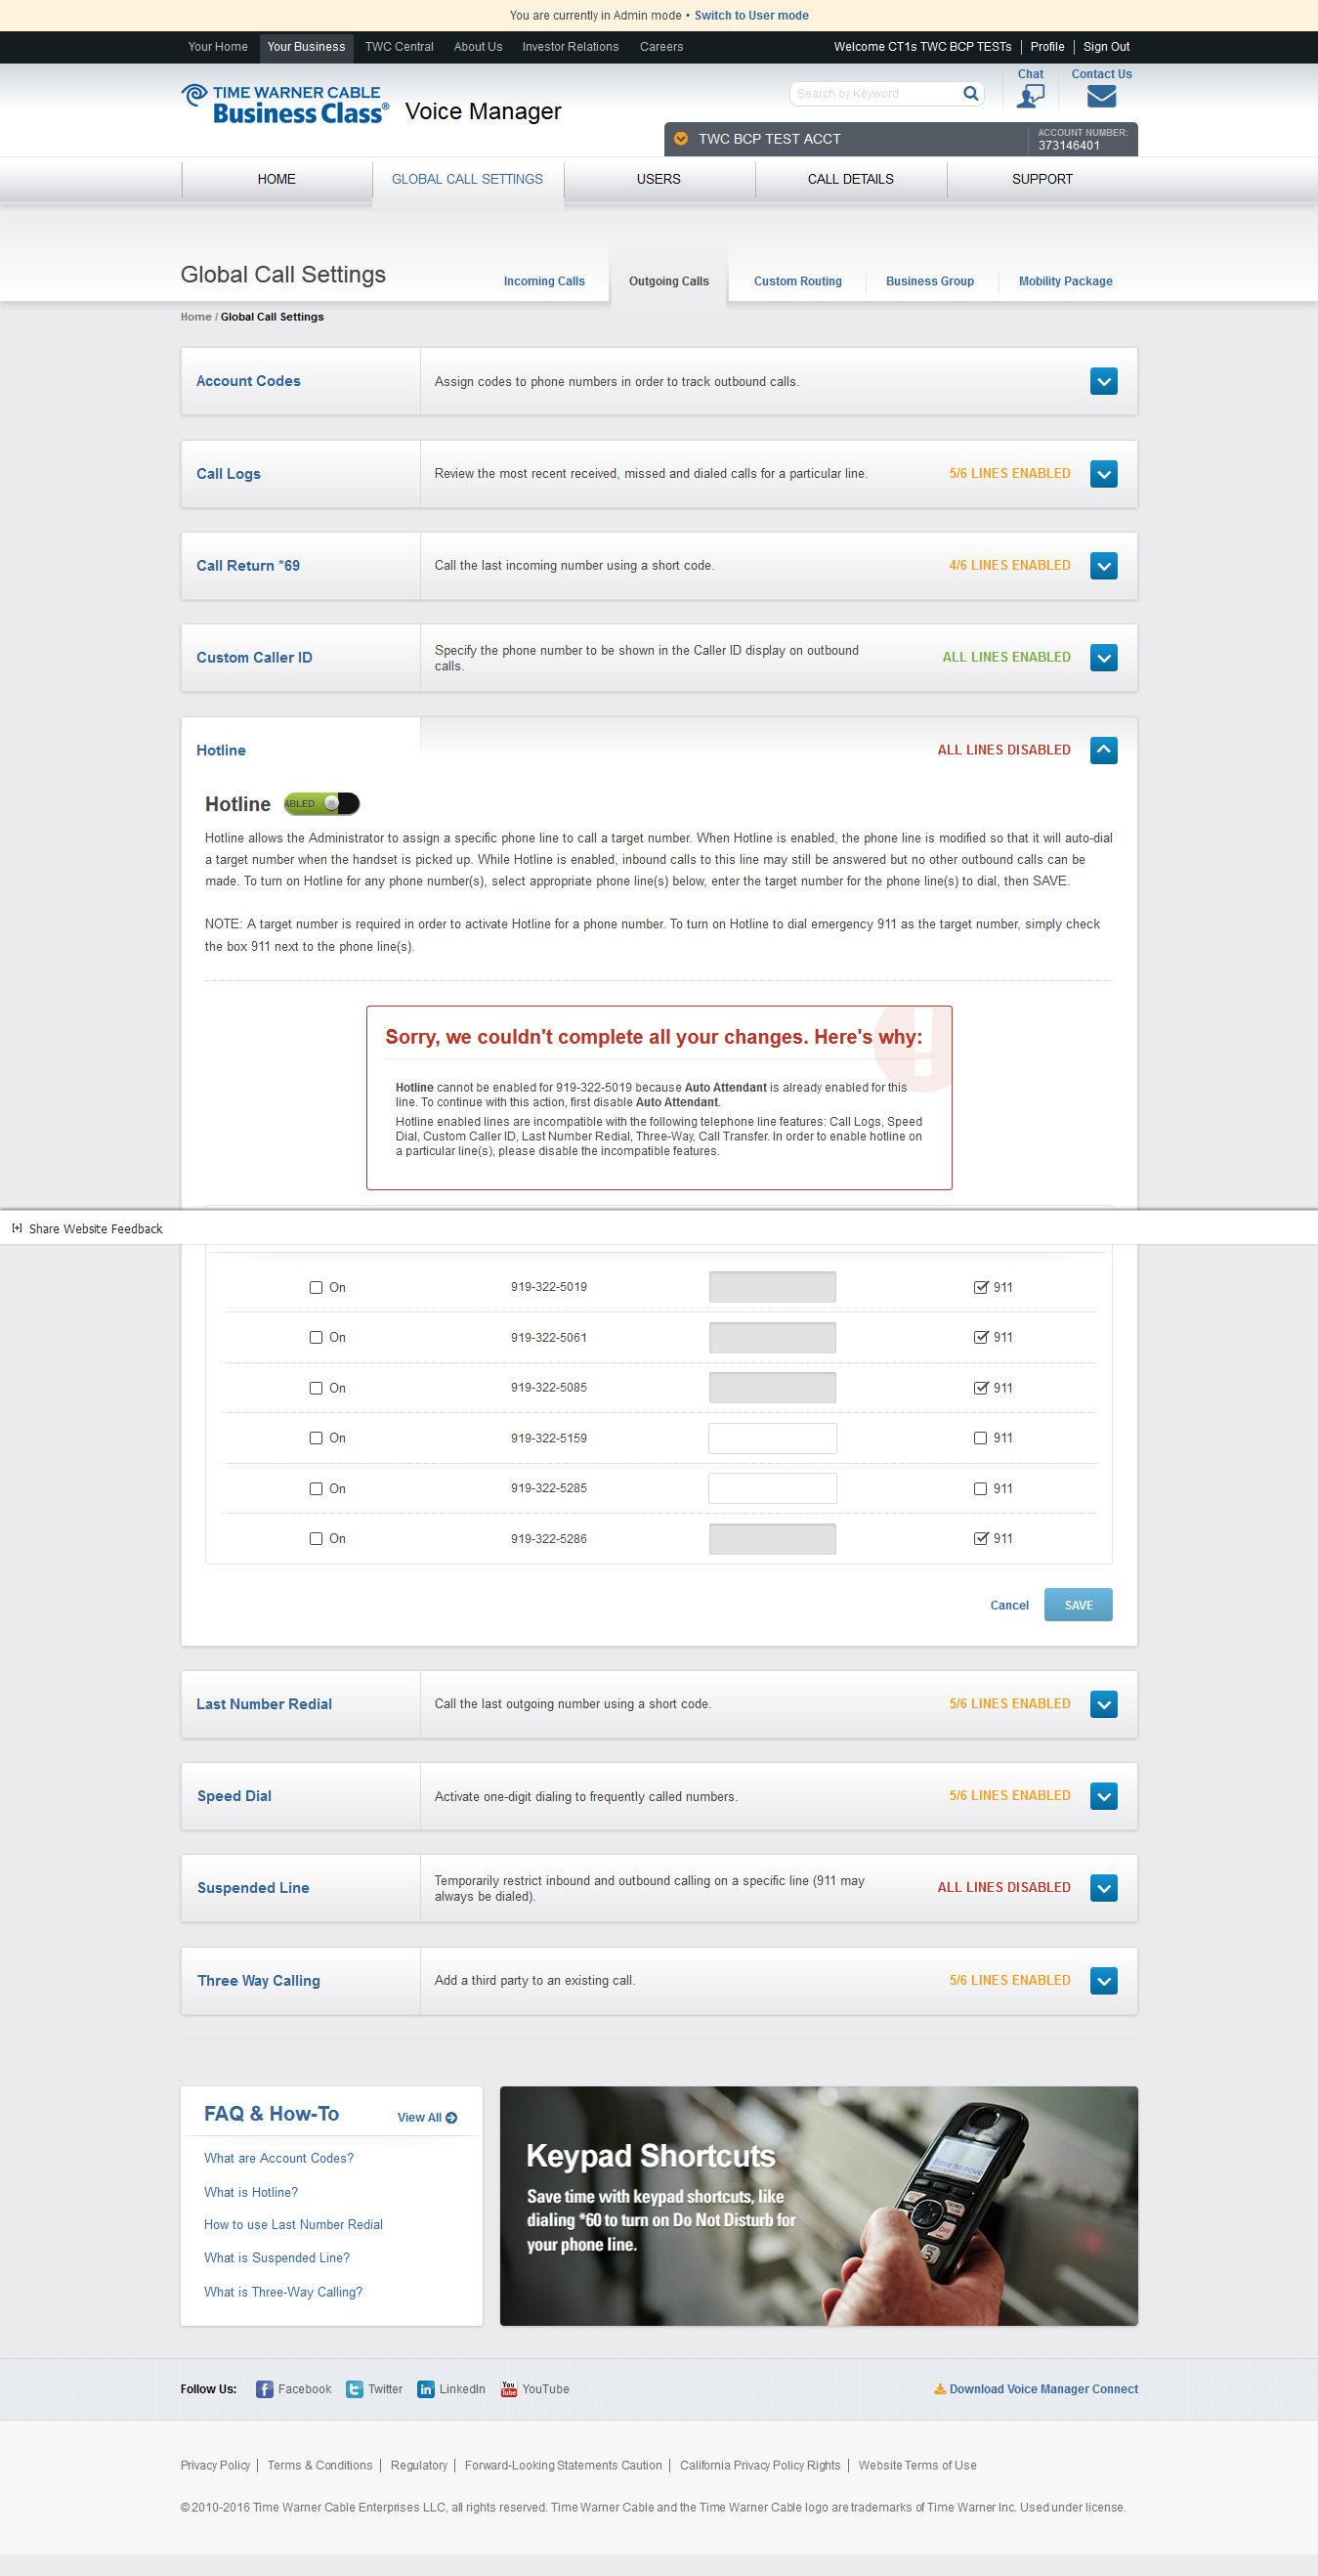 You are currently in Admin mode • Switch to User mode
Your Home Your Business TWC Central About Us Investor Relations Careers Welcome CT1s TWC BCP TESTs Profile Sign Out
Chat Contact Us
TIME WARNER CABLE
Business Class® Voice Manager
Search by Keyword
TWC BCP TEST ACCT
ACCOUNT NUMBER:
373146401
HOME GLOBAL CALL SETTINGS USERS CALL DETAILS SUPPORT
Global Call Settings
Incoming Calls Outgoing Calls Custom Routing Business Group Mobility Package
Home / Global Call Settings
Account Codes Assign codes to phone numbers in order to track outbound calls.
Call Logs Review the most recent received, missed and dialed calls for a particular line. 5/6 LINES ENABLED
Call Return *69 Call the last incoming number using a short code. 4/6 LINES ENABLED
Custom Caller ID Specify the phone number to be shown in the Caller ID display on outbound
calls. ALL LINES ENABLED
Hotline ALL LINES DISABLED
Hotline ABLED
Hotline allows the Administrator to assign a specific phone line to call a target number. When Hotline is enabled, the phone line is modified so that it will auto-dial
a target number when the handset is picked up. While Hotline is enabled, inbound calls to this line may still be answered but no other outbound calls can be
made. To turn on Hotline for any phone number(s), select appropriate phone line(s) below, enter the target number for the phone line(s) to dial, then SAVE.
NOTE: A target number is required in order to activate Hotline for a phone number. To turn on Hotline to dial emergency 911 as the target number, simply check
the box 911 next to the phone line(s).
Sorry, we couldn't complete all your changes. Here's why:
Hotline cannot be enabled for 919-322-5019 because Auto Attendant is already enabled for this
line. To continue with this action, first disable Auto Attendant.
Hotline enabled lines are incompatible with the following telephone line features: Call Logs, Speed
Dial, Custom Caller ID, Last Number Redial, Three-Way, Call Transfer. In order to enable hotline on
a particular line(s), please disable the incompatible features.
[+] Share Website Feedback
On 919-322-5019 911
On 919-322-5061 911
On 919-322-5085 911
On 919-322-5159 911
On 919-322-5285 911
On 919-322-5286 911
Cancel SAVE
Last Number Redial Call the last outgoing number using a short code. 5/6 LINES ENABLED
Speed Dial Activate one-digit dialing to frequently called numbers. 5/6 LINES ENABLED
Suspended Line Temporarily restrict inbound and outbound calling on a specific line (911 may
always be dialed). ALL LINES DISABLED
Three Way Calling Add a third party to an existing call. 5/6 LINES ENABLED
FAQ & How-To View All
What are Account Codes?
What is Hotline?
How to use Last Number Redial
What is Suspended Line?
What is Three-Way Calling?
Keypad Shortcuts
Save time with keypad shortcuts, like
dialing *60 to turn on Do Not Disturb for
your phone line.
Follow Us: Facebook Twitter LinkedIn You Tube YouTube Download Voice Manager Connect
Privacy Policy Terms & Conditions Regulatory Forward-Looking Statements Caution California Privacy Policy Rights Website Terms of Use
© 2010-2016 Time Warner Cable Enterprises LLC, all rights reserved. Time Warner Cable and the Time Warner Cable logo are trademarks of Time Warner Inc. Used under license.